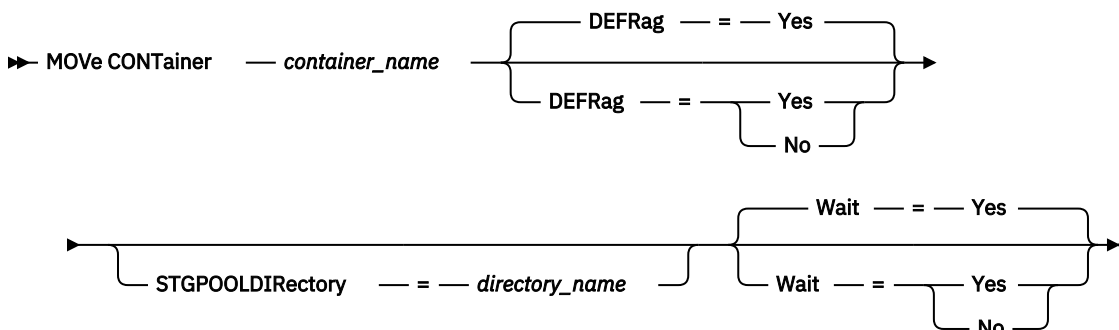 DEFRag = Yes
MOVe CONTainer container_name
DEFRag = Yes
No
Wait = Yes
STGPOOLDIRectory = directory_name
Wait = Yes
No